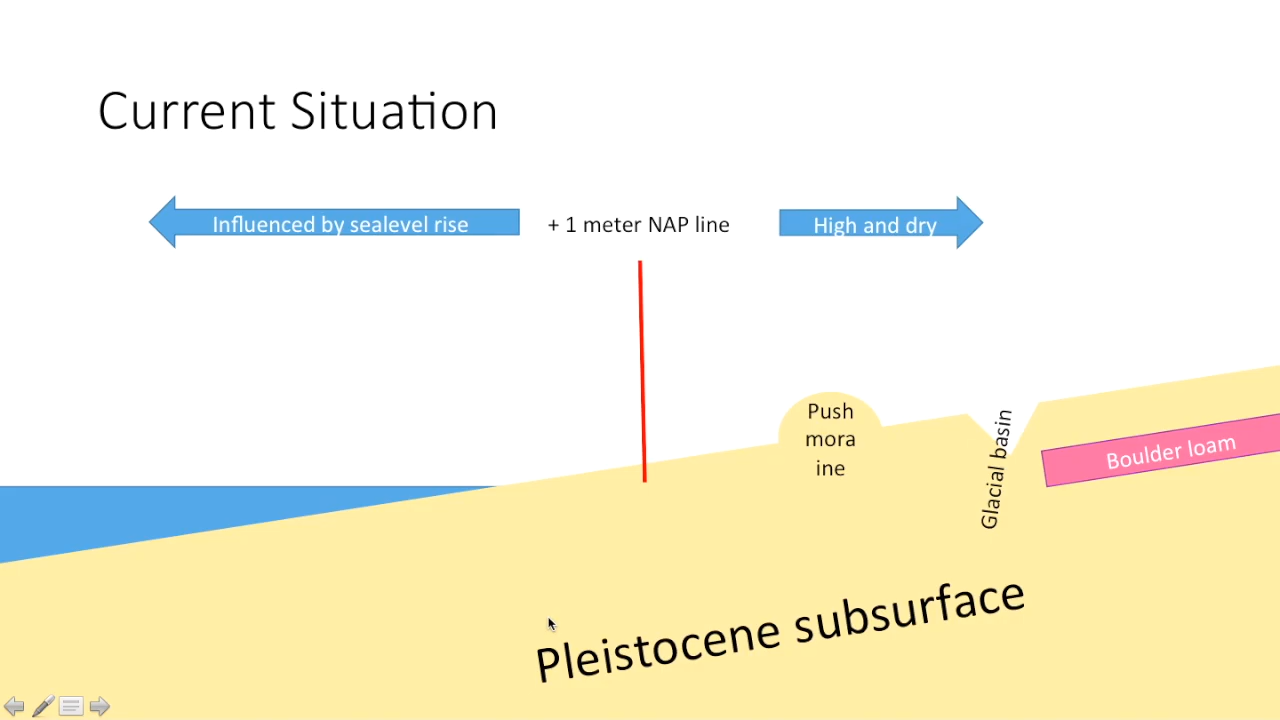 Current Situation
Influenced by sealevel rise
+ 1 meter NAP line
High and dry
Push
mora
ine
Glacial basin
Boulder loam
Pleistocene subsurface